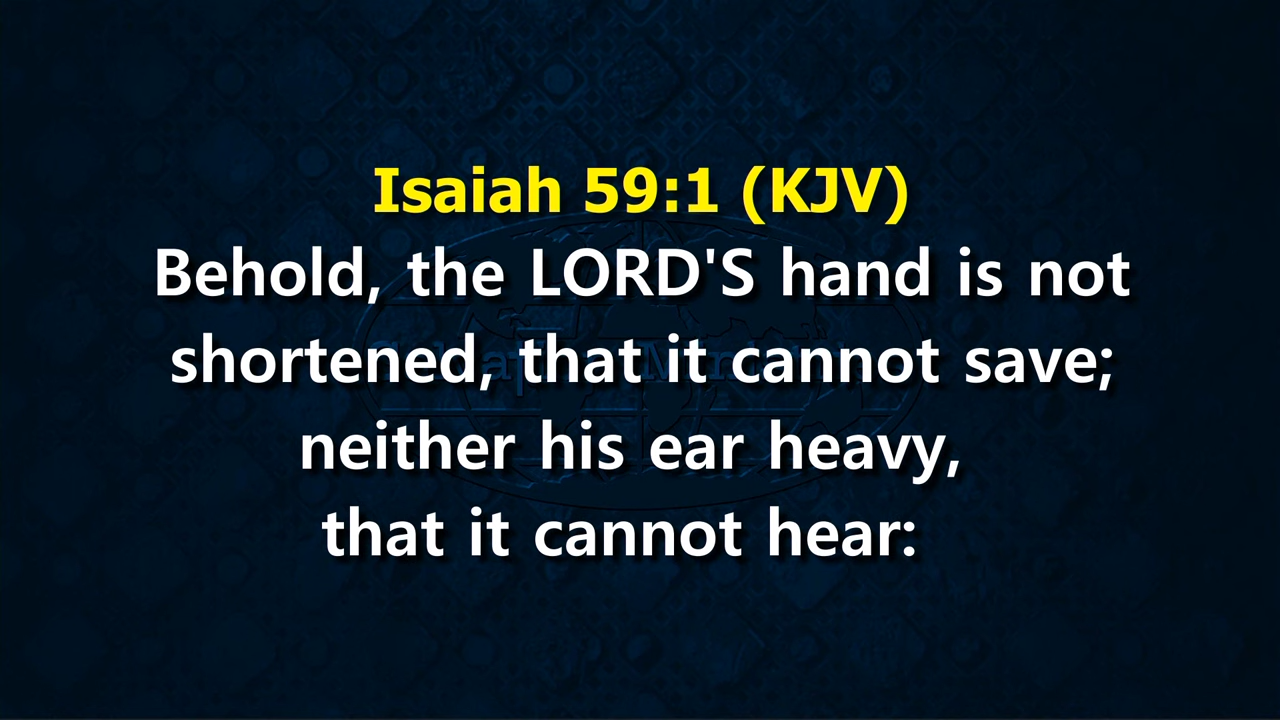 Isaiah 59:1 (KJV)
Behold, the LORD'S hand is not
shortened, that it cannot save;
neither his ear heavy,
that it cannot hear: